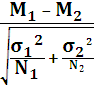 M₁ – M₂
√(σ₁²/N₁ + σ₂²/N₂)